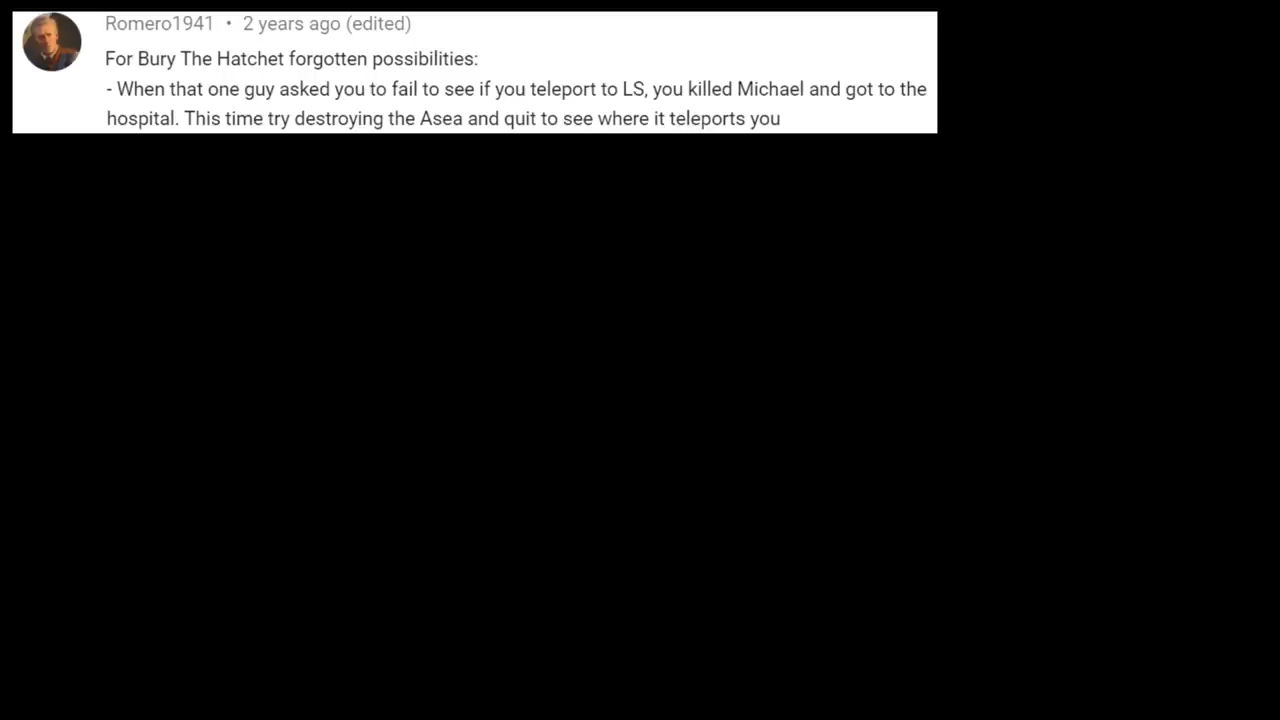 Romero1941 • 2 years ago (edited)
For Bury The Hatchet forgotten possibilities:
- When that one guy asked you to fail to see if you teleport to LS, you killed Michael and got to the
hospital. This time try destroying the Asea and quit to see where it teleports you